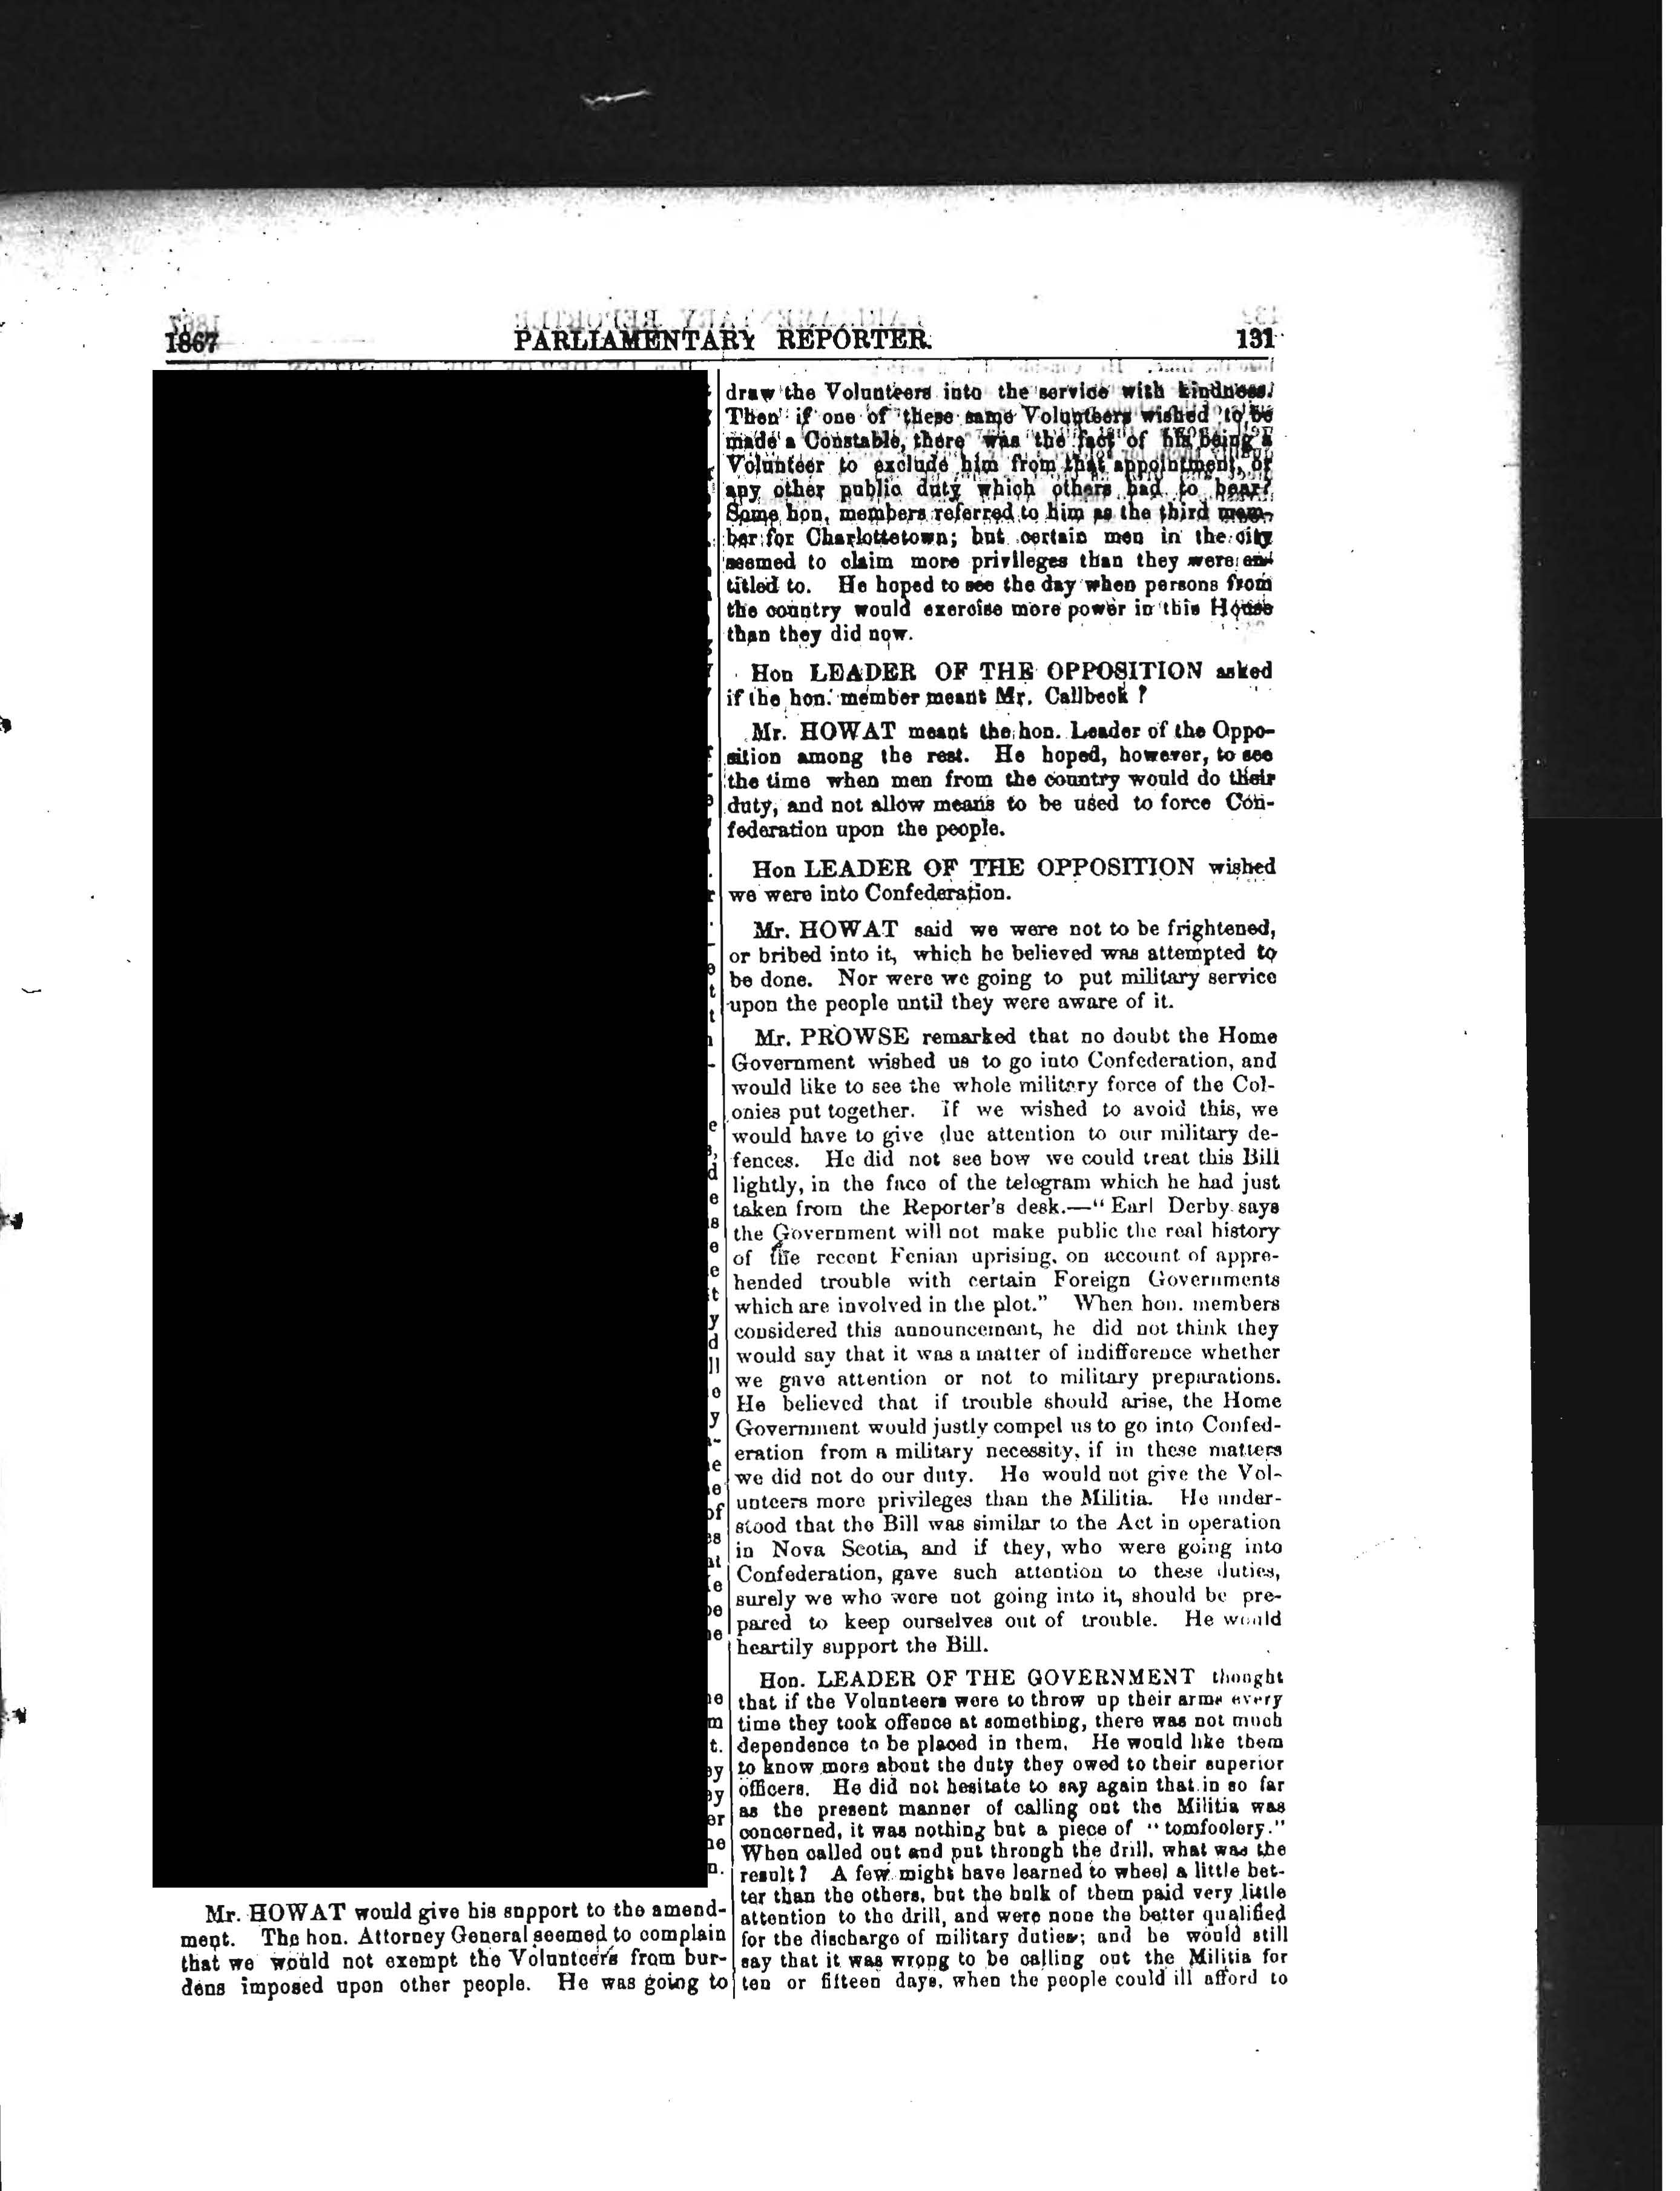 1867 PARLIAMENTARY REPORTER. 131
Mr. HOWAT would give his support to the amend-
ment. The hon. Attorney General seemed to complain
that we would not exempt the Volunteers from bur-
dens imposed upon other people. He was going to
draw the Volunteers into the service with kindness.
Then if one of these same Volunteers wished to be
made a Constable, there was the fact of his being a
Volunteer to exclude him from that appointment, or
any other public duty which others had to bear?
Some hon. members referred to him as the third mem-
ber for Charlottetown; but certain men in the city
seemed to claim more privileges than they were en-
titled to. He hoped to see the day when persons from
the country would exercise more power in this House
than they did now.
Hon LEADER OF THE OPPOSITION asked
if the hon. member meant Mr. Callbeck ?
Mr. HOWAT meant the hon. Leader of the Oppo-
sition among the rest. He hoped, however, to see
the time when men from the country would do their
duty, and not allow means to be used to force Con-
federation upon the people.
Hon LEADER OF THE OPPOSITION wished
we were into Confederation.
Mr. HOWAT said we were not to be frightened,
or bribed into it, which he believed was attempted to
be done. Nor were we going to put military service
upon the people until they were aware of it.
Mr. PROWSE remarked that no doubt the Home
Government wished us to go into Confederation, and
would like to see the whole military force of the Col-
onies put together. If we wished to avoid this, we
would have to give due attention to our military de-
fences. He did not see how we could treat this Bill
lightly, in the face of the telegram which he had just
taken from the Reporter's desk.—"Earl Derby says
the Government will not make public the real history
of the recent Fenian uprising, on account of appre-
hended trouble with certain Foreign Governments
which are involved in the plot." When hon. members
considered this announcement, he did not think they
would say that it was a matter of indifference whether
we gave attention or not to military preparations.
He believed that if trouble should arise, the Home
Government would justly compel us to go into Confed-
eration from a military necessity, if in these matters
we did not do our duty. He would not give the Vol-
unteers more privileges than the Militia. He under-
stood that the Bill was similar to the Act in operation
in Nova Scotia, and if they, who were going into
Confederation, gave such attention to these duties,
surely we who were not going into it, should be pre-
pared to keep ourselves out of trouble. He would
heartily support the Bill.
Hon. LEADER OF THE GOVERNMENT thought
that if the Volunteers were to throw up their arms every
time they took offence at something, there was not much
dependence to be placed in them. He would like them
to know more about the duty they owed to their superior
officers. He did not hesitate to say again that in so far
as the present manner of calling out the Militia was
concerned, it was nothing but a piece of "tomfoolery."
When called out and put through the drill, what was the
result? A few might have learned to wheel a little bet-
ter than the others, but the bulk of them paid very little
attention to the drill, and were none the better qualified
for the discharge of military duties; and he would still
say that it was wrong to be calling out the Militia for
ten or fifteen days, when the people could ill afford to